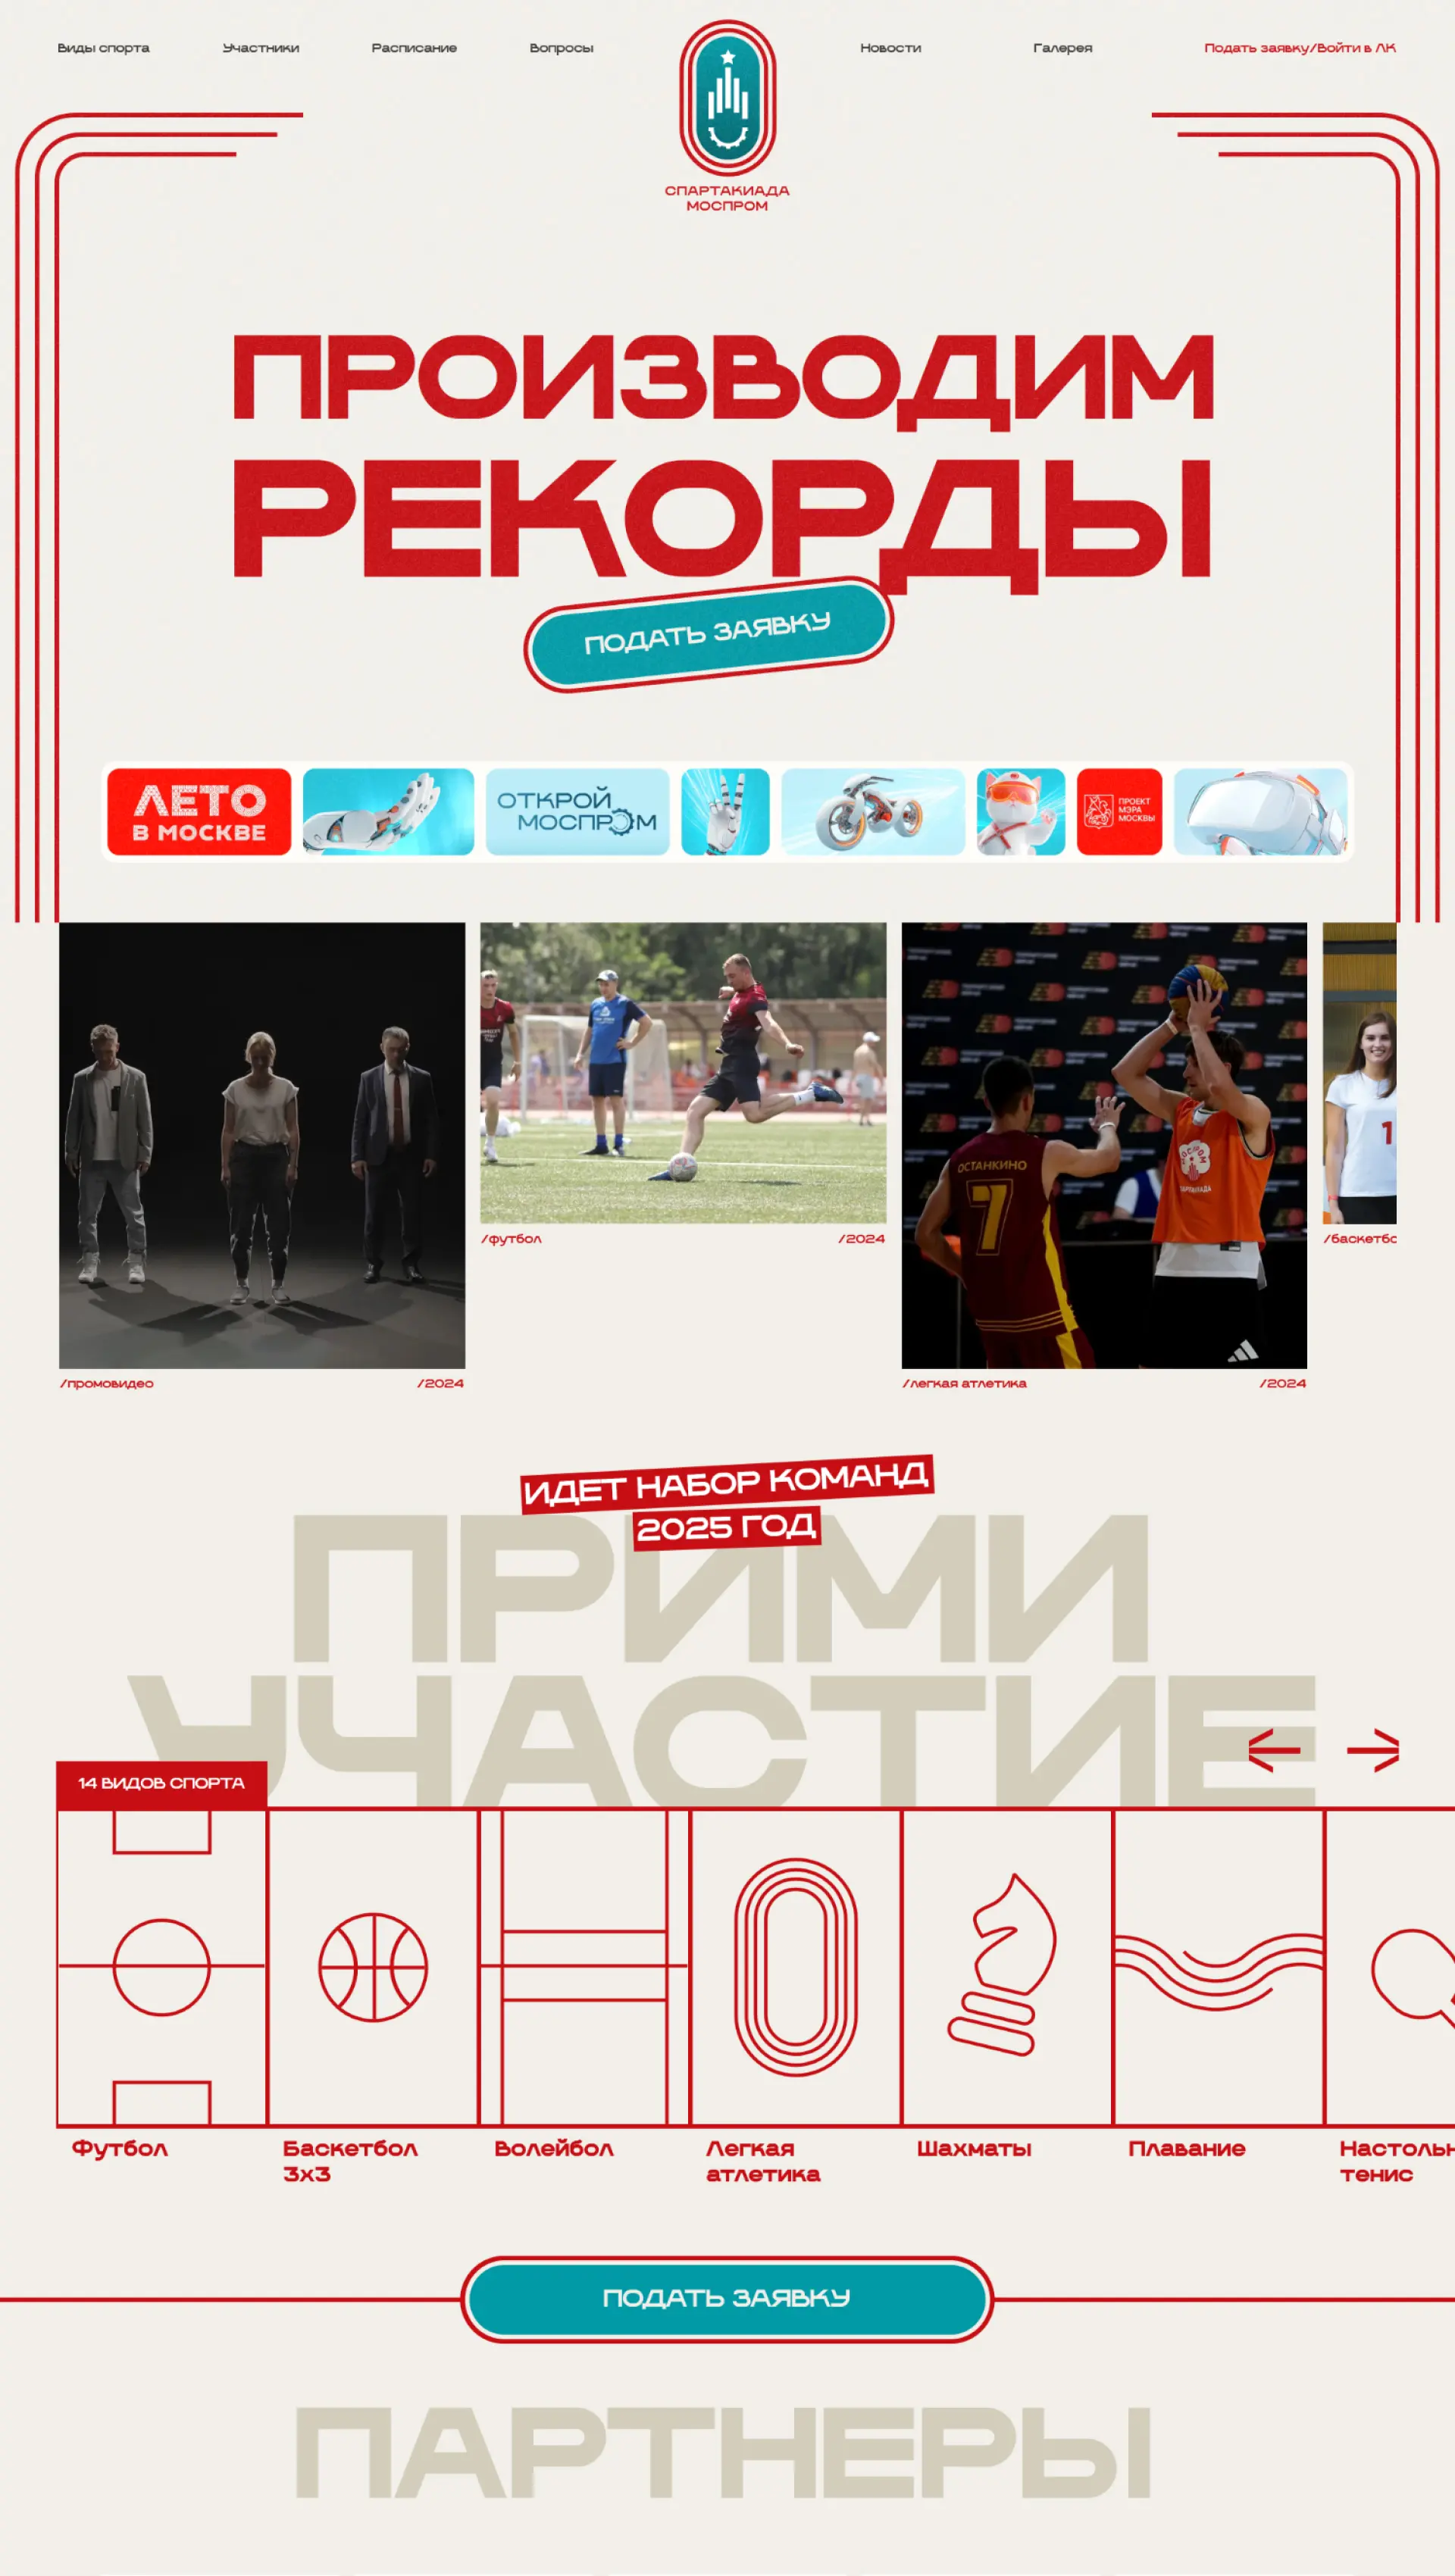 Виды спорта
Участники
Расписание
Вопросы
Новости
Галерея
Подать заявку/Войти в ЛК
СПАРТАКИАДА
МОСПРОМ
ПРОИЗВОДИМ
РЕКОРДЫ
ПОДАТЬ ЗАЯВКУ
ЛЕТО
В МОСКВЕ
ОТКРОЙ
МОСПРОМ
ПРОЕКТ
МЭРА
МОСКВЫ
ОСТАНКИНО
7
1
/футбол
/2024
/баскетбо
/промовидео
/2024
/легкая атлетика
/2024
ИДЕТ НАБОР КОМАНД
2025 ГОД
ПРИМИ
УЧАСТИЕ
14 ВИДОВ СПОРТА
Футбол
Баскетбол
3х3
Волейбол
Легкая
атлетика
Шахматы
Плавание
Настольн
тенис
ПОДАТЬ ЗАЯВКУ
ПАРТНЕРЫ